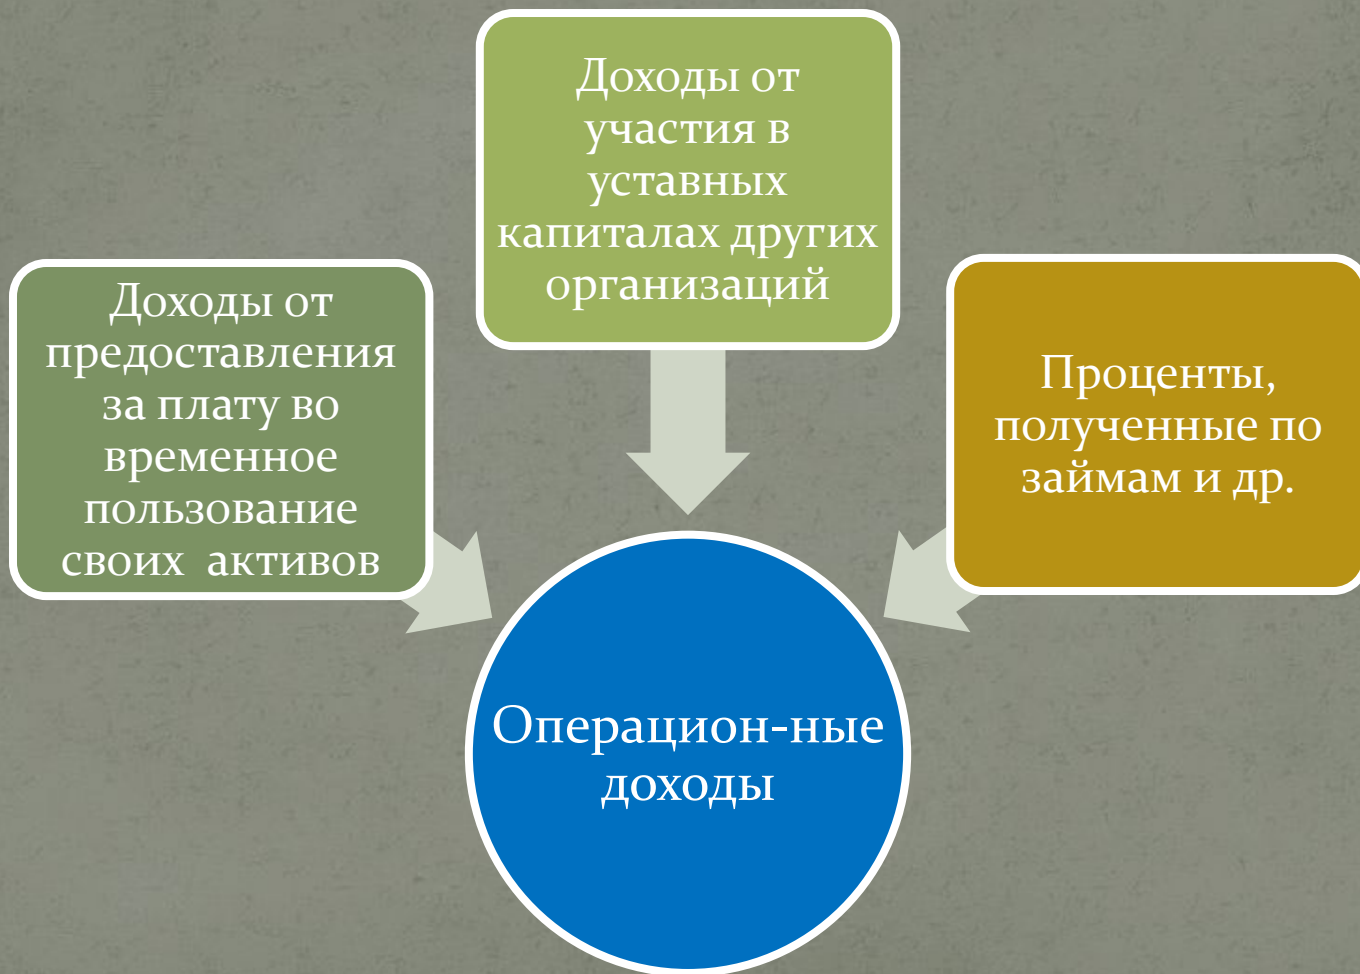 Доходы от
участия в
уставных
капиталах других
организаций
Доходы от
предоставления
за плату во
временное
пользование
своих  активов
Проценты,
полученные по
займам и др.
Операцион-ные
доходы